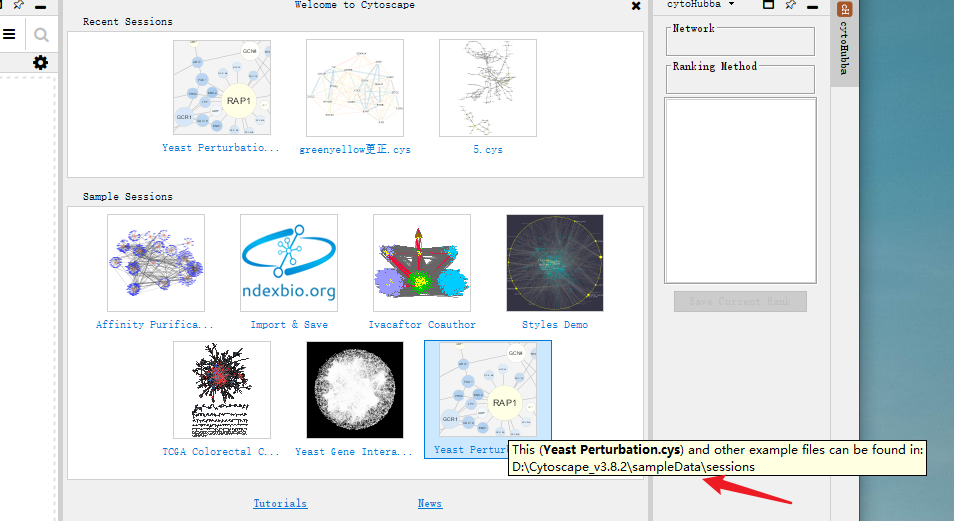 Welcome to Cytoscape
Recent Sessions
GCN4
RAP1
GCR1
Yeast Perturbatio...
greenyellow更正.cys
5.cys
Sample Sessions
ndexbio.org
Affinity Purifica...
Import & Save
Ivacaftor Coauthor
Styles Demo
GCN4
RAP1
GCR1
TCGA Colorectal C...
Yeast Gene Intera...
Yeast Pertur
This (Yeast Perturbation.cys) and other example files can be found in:
D:\Cytoscape_v3.8.2\sampleData\sessions
Tutorials
News
cytoHubba
Network
Ranking Method
Save Current Rank
CH
cytoHubba